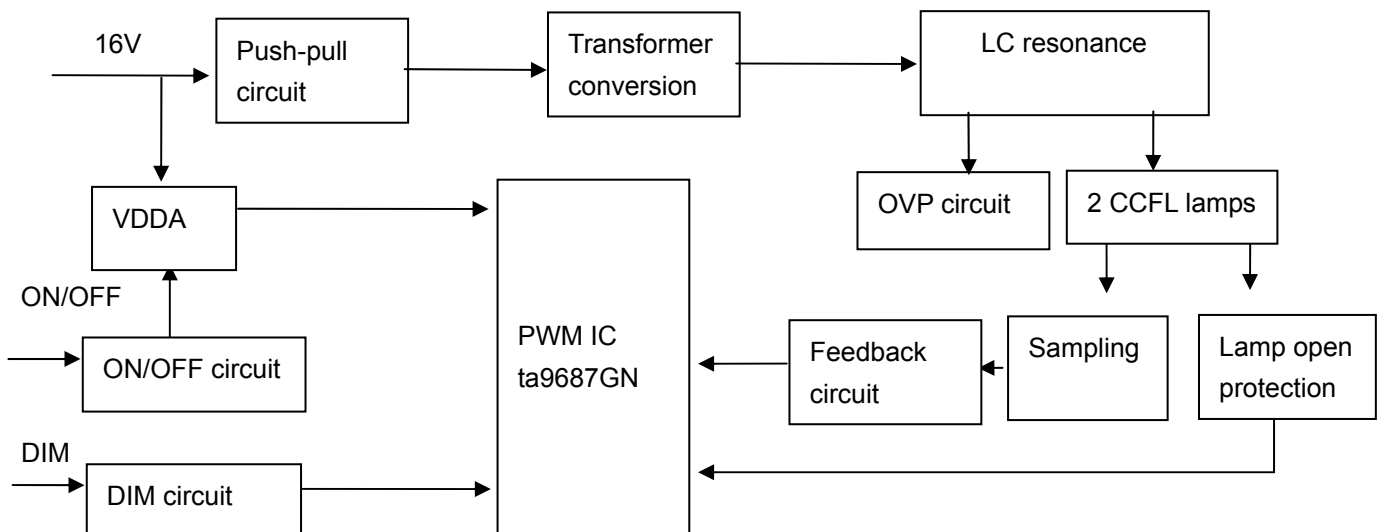 16V
Push-pull
circuit
Transformer
conversion
LC resonance
VDDA
OVP circuit
2 CCFL lamps
ON/OFF
ON/OFF circuit
PWM IC
ta9687GN
Feedback
circuit
Sampling
Lamp open
protection
DIM
DIM circuit